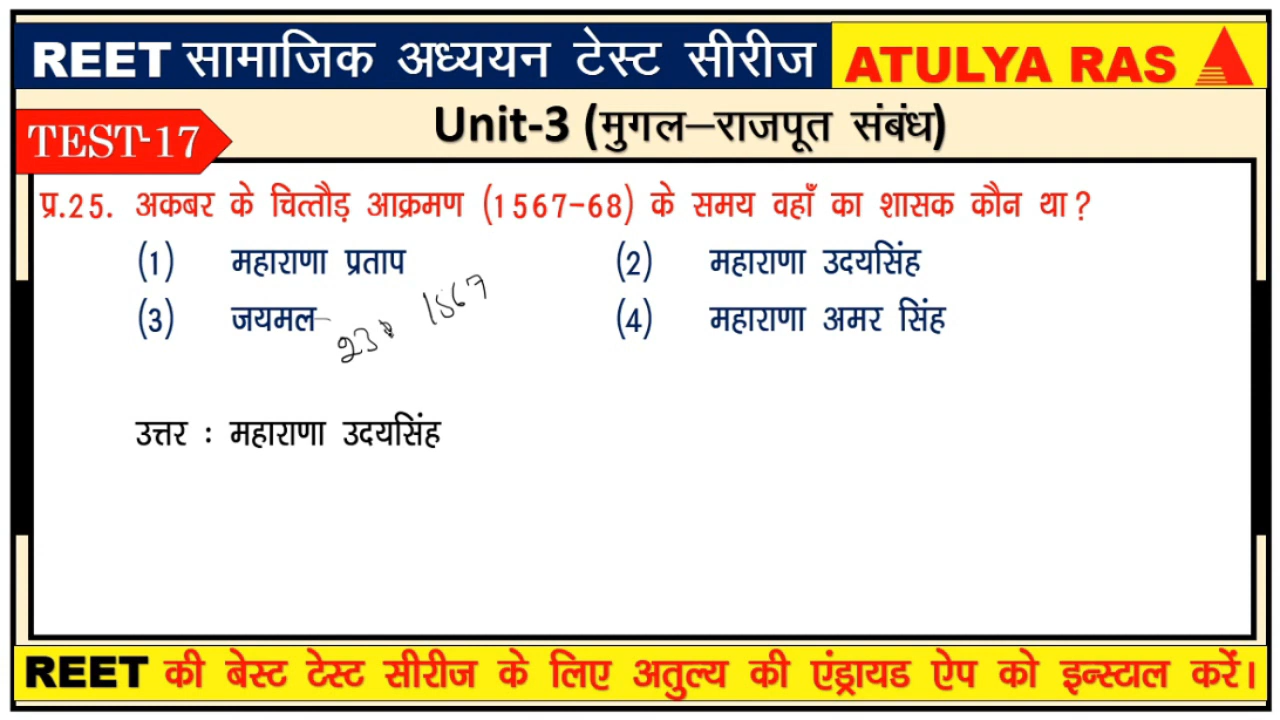 REET सामाजिक अध्ययन टेस्ट सीरीज ATULYA RAS
Unit-3 (मुगल–राजपूत संबंध)
TEST-17
प्र.25. अकबर के चित्तौड़ आक्रमण (1567-68) के समय वहाँ का शासक कौन था?
(1) महाराणा प्रताप (2) महाराणा उदयसिंह
(3) जयमल (4) महाराणा अमर सिंह
1567
उत्तर : महाराणा उदयसिंह
REET की बेस्ट टेस्ट सीरीज के लिए अतुल्य की एंड्रायड ऐप को इन्स्टाल करें।